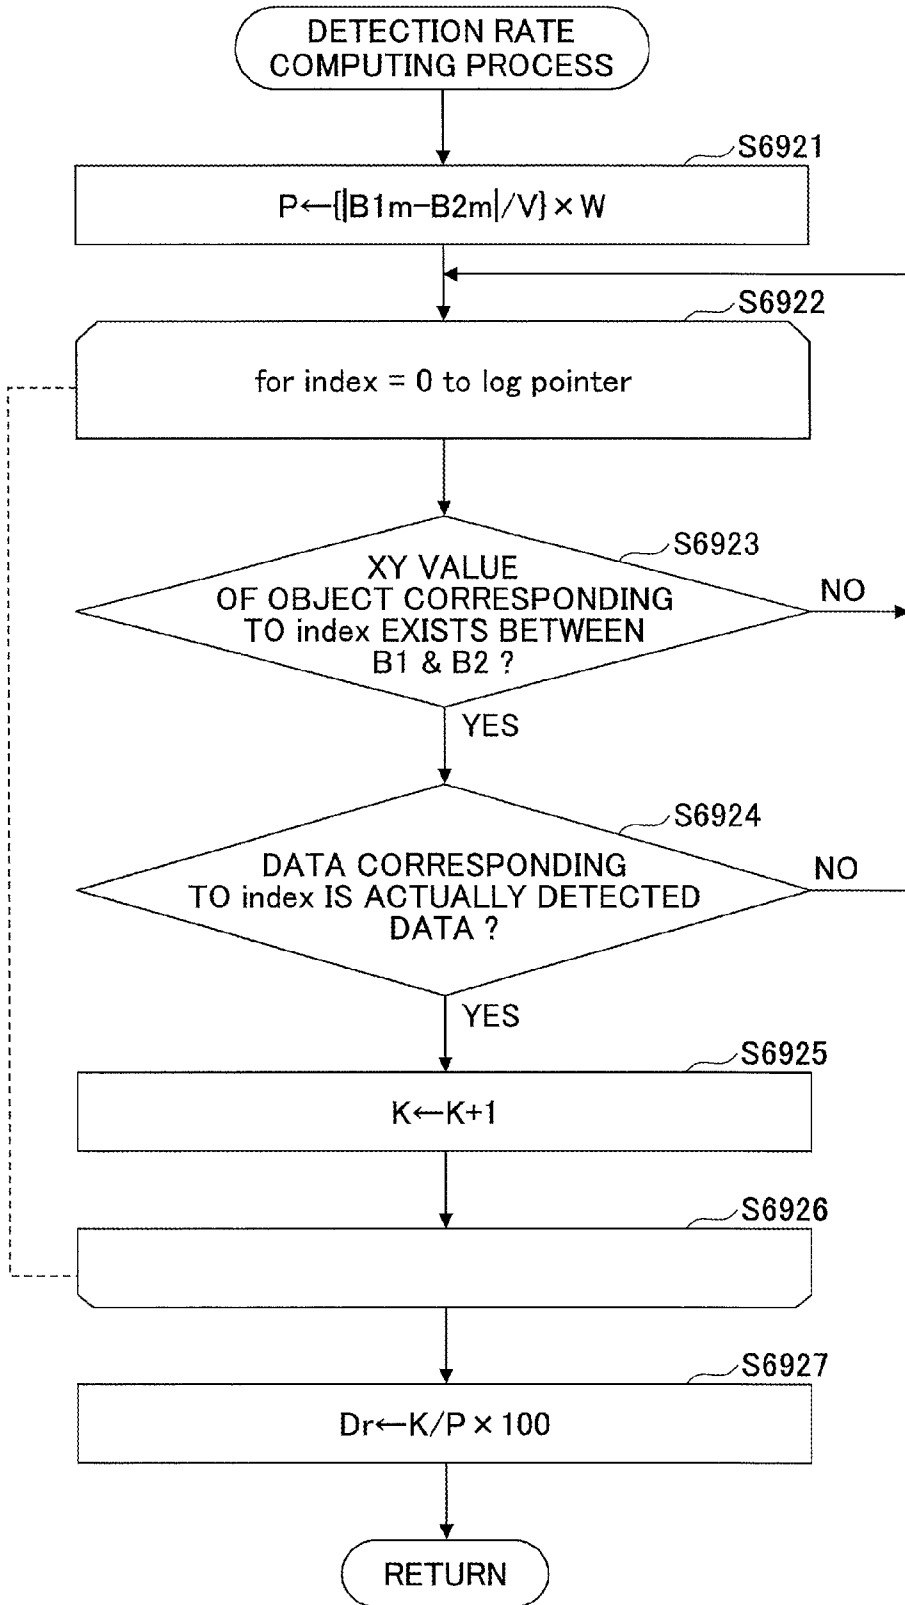 DETECTION RATE
COMPUTING PROCESS
S6921
P←{|B1m−B2m|/V}×W
S6922
for index = 0 to log pointer
S6923
XY VALUE
OF OBJECT CORRESPONDING
TO index EXISTS BETWEEN
B1 & B2 ?
NO
YES
S6924
DATA CORRESPONDING
TO index IS ACTUALLY DETECTED
DATA ?
NO
YES
S6925
K←K+1
S6926
S6927
Dr←K/P×100
RETURN